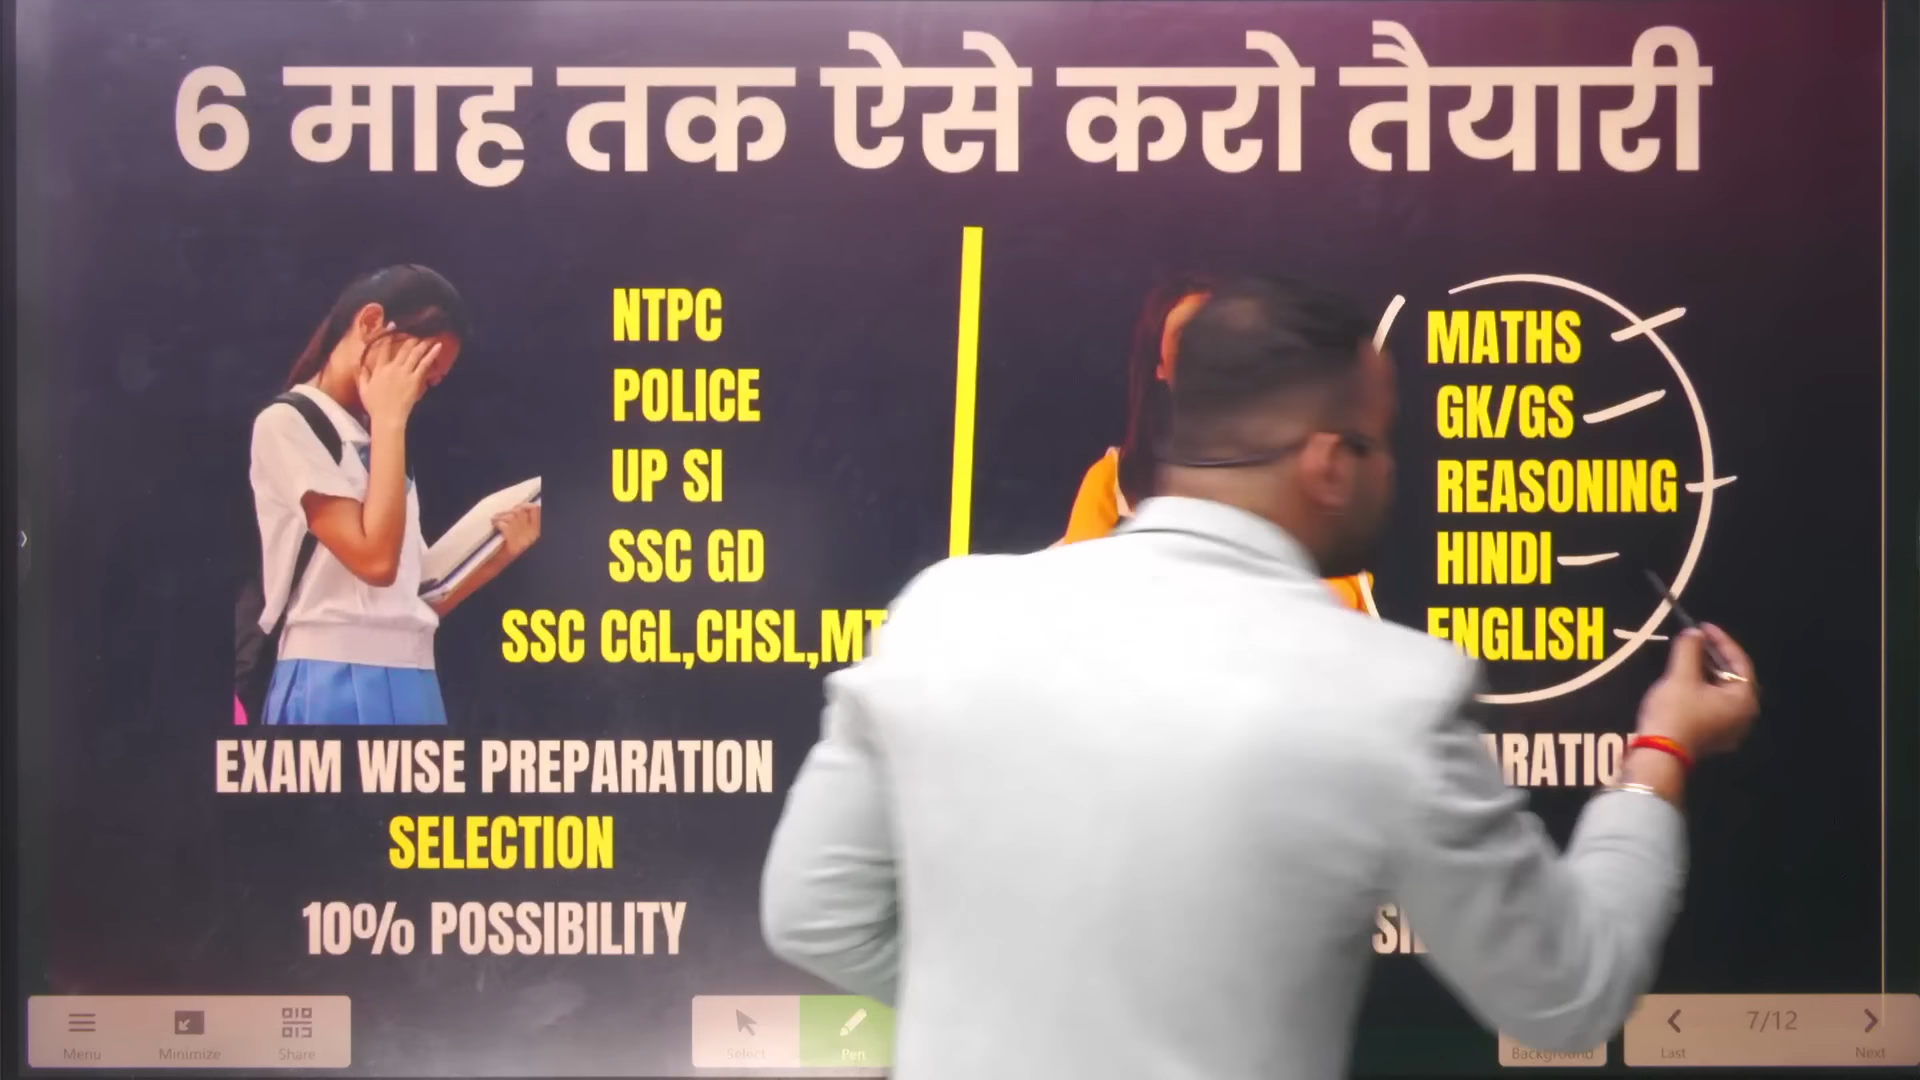 6 माह तक ऐसे करो तैयारी
NTPC
POLICE
UP SI
SSC GD
SSC CGL,CHSL,
EXAM WISE PREPARATION
SELECTION
10% POSSIBILITY
MATHS
GK/GS
REASONING
HINDI
ENGLISH
Menu
Minimize
Share
Select
Pen
Background
Last
7/12
Next